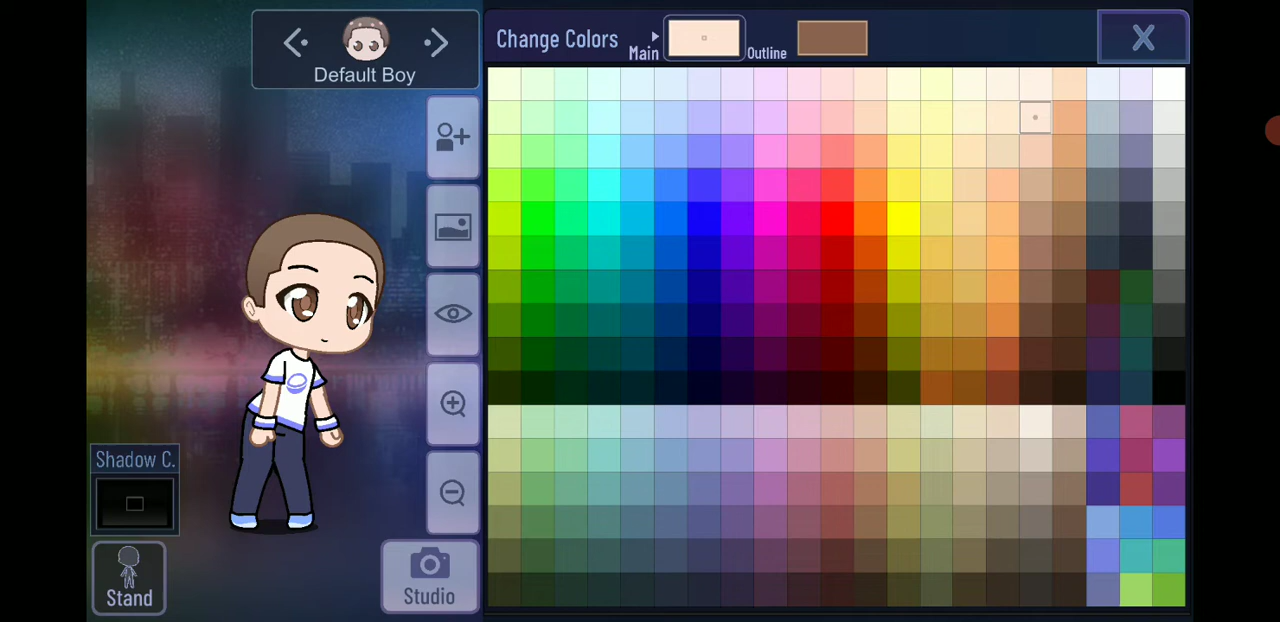 Default Boy
Change Colors
Main
Outline
X
Shadow C.
Stand
Studio